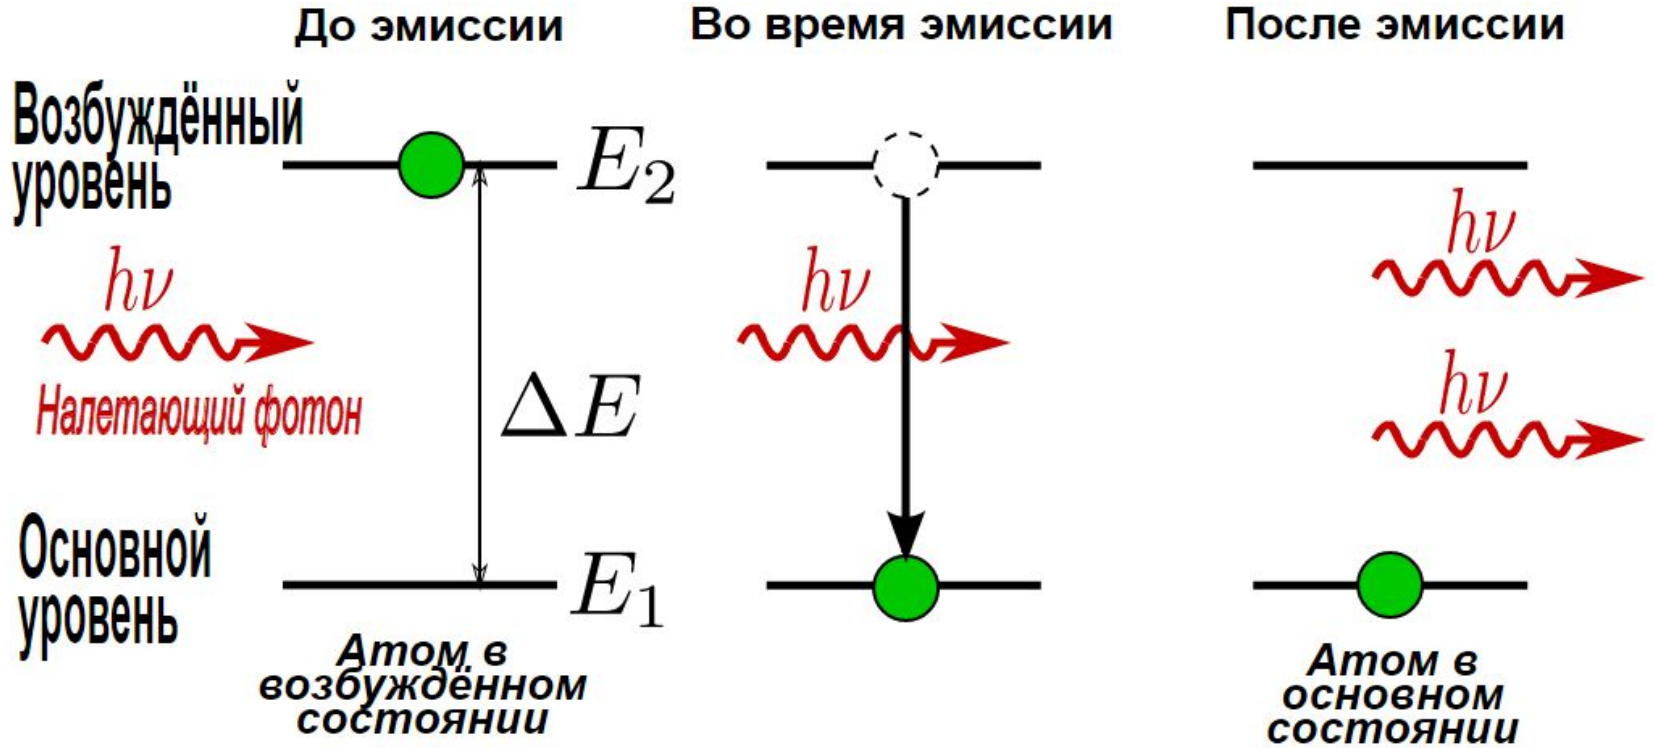 До эмиссии
Во время эмиссии
После эмиссии
Возбуждённый
уровень
E₂
hν
hν
hν
Налетающий фотон
ΔE
hν
Основной
уровень
E₁
Атом в
возбуждённом
состоянии
Атом в
основном
состоянии